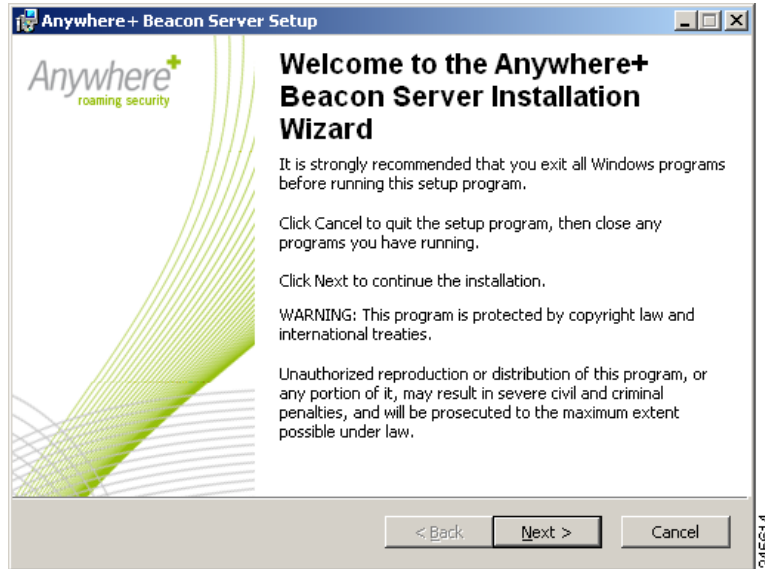 Anywhere+ Beacon Server Setup
Anywhere+
roaming security
Welcome to the Anywhere+
Beacon Server Installation
Wizard
It is strongly recommended that you exit all Windows programs
before running this setup program.
Click Cancel to quit the setup program, then close any
programs you have running.
Click Next to continue the installation.
WARNING: This program is protected by copyright law and
international treaties.
Unauthorized reproduction or distribution of this program, or
any portion of it, may result in severe civil and criminal
penalties, and will be prosecuted to the maximum extent
possible under law.
< Back
Next >
Cancel